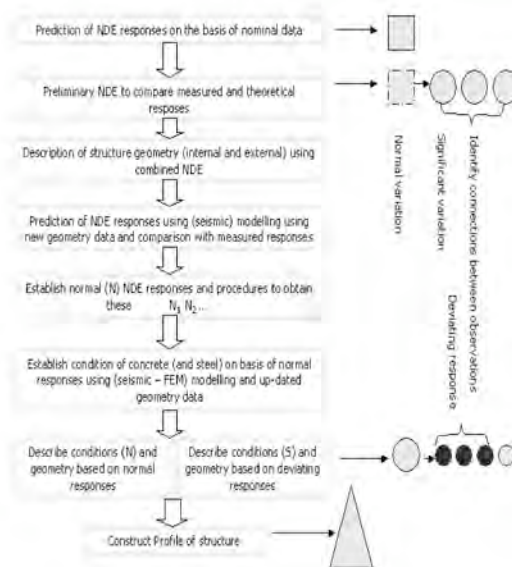 Prediction of NDE responses on the basis of nominal data
Preliminary NDE to compare measured and theoretical
resposes
Description of structure geometry (internal and external) using
combined NDE
Prediction of NDE responses using (seismic) modelling using
new geometry data and comparison with measured responses
Establish normal (N) NDE responses and procedures to obtain
these N₁ N₂...
Establish condition of concrete (and steel) on basis of normal
responses using (seismic – FEM) modelling and up-dated
geometry data
Describe conditions (N) and
geometry based on normal
responses
Describe conditions (S) and
geometry based on deviating
responses
Construct Profile of structure
Normal variation
Significant variation
Identify connections between observations
Deviating response